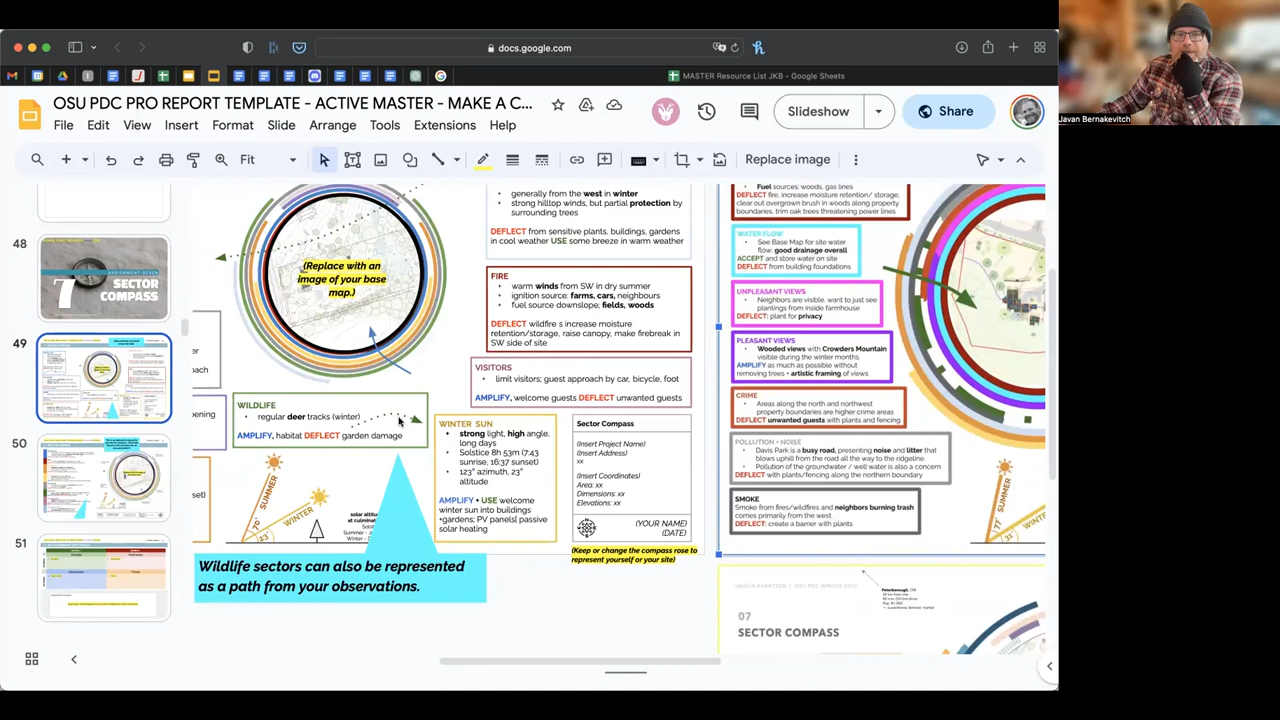 docs.google.com
MASTER Resource List JKB - Google Sheets
OSU PDC PRO REPORT TEMPLATE - ACTIVE MASTER - MAKE A C...
Slideshow
Share
File Edit View Insert Format Slide Arrange Tools Extensions Help
Fit
Replace image
Javan Bernakevitch
48
ASSIGNMENT SEVEN
7
SECTOR
COMPASS
49
50
51
(Replace with an
image of your base
map.)
generally from the west in winter
strong hilltop winds, but partial protection by
surrounding trees
DEFLECT from sensitive plants, buildings, gardens
in cool weather USE some breeze in warm weather
FIRE
warm winds from SW in dry summer
ignition source: farms, cars, neighbours
fuel source downslope; fields, woods
DEFLECT wildfire s increase moisture
retention/storage, raise canopy, make firebreak in
SW side of site
VISITORS
limit visitors; guest approach by car, bicycle, foot
AMPLIFY, welcome guests DEFLECT unwanted guests
WILDLIFE
regular deer tracks (winter)
AMPLIFY, habitat DEFLECT garden damage
WINTER SUN
strong light, high angle,
long days
Solstice 8h 53m (7:43
sunrise, 16:37 sunset)
123° azimuth, 23°
altitude
AMPLIFY • USE welcome
winter sun into buildings
+gardens; PV panels| passive
solar heating
Sector Compass
(Insert Project Name)
(Insert Address)
xx
(Insert Coordinates)
Area: xx
Dimensions: xx
Elevations: xx
(YOUR NAME)
(DATE)
(Keep or change the compass rose to
represent yourself or your site)
70°
SUMMER
WINTER
23°
Wildlife sectors can also be represented
as a path from your observations.
Fuel sources: woods, gas lines
DEFLECT fire, increase moisture retention/ storage,
clear out overgrown brush in woods along property
boundaries, trim oak trees threatening power lines
WATER FLOW
See Base Map for site water
flow: good drainage overall
ACCEPT and store water on site
DEFLECT from building foundations
UNPLEASANT VIEWS
Neighbors are visible, want to just see
plantings from inside farmhouse
DEFLECT: plant for privacy
PLEASANT VIEWS
Wooded views with Crowders Mountain
visible during the winter months
AMPLIFY as much as possible without
removing trees • artistic framing of views
CRIME
Areas along the north and northwest
property boundaries are higher crime areas
DEFLECT unwanted guests with plants and fencing
POLLUTION + NOISE
Davis Park is a busy road, presenting noise and litter that
blows uphill from the road all the way to the ridgeline
Pollution of the groundwater / well water is also a concern
DEFLECT with plants/fencing along the northern boundary
SMOKE
Smoke from fires/wildfires and neighbors burning trash
comes primarily from the west
DEFLECT: create a barrier with plants
77°
SUMMER
31°
Peterborough, ON
07
SECTOR COMPASS